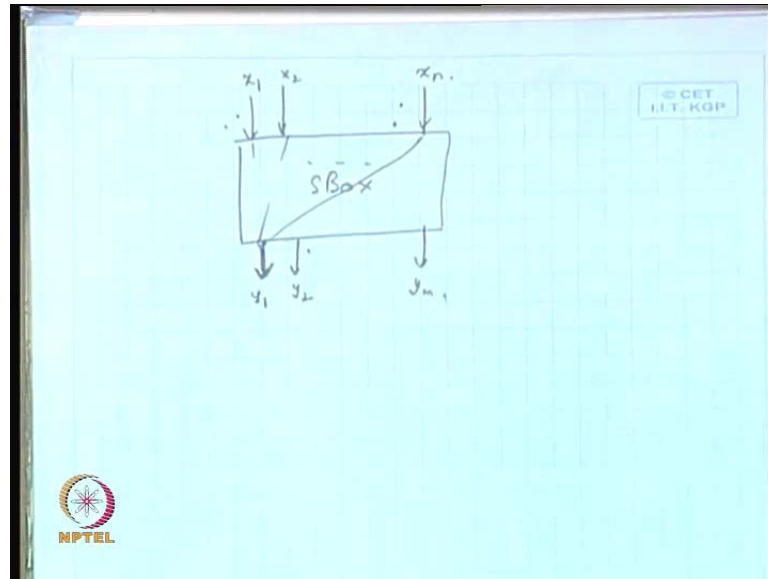 x1 x2 xn.
© CET
I.I.T. KGP
SBox
y1 y2 ym.
NPTEL